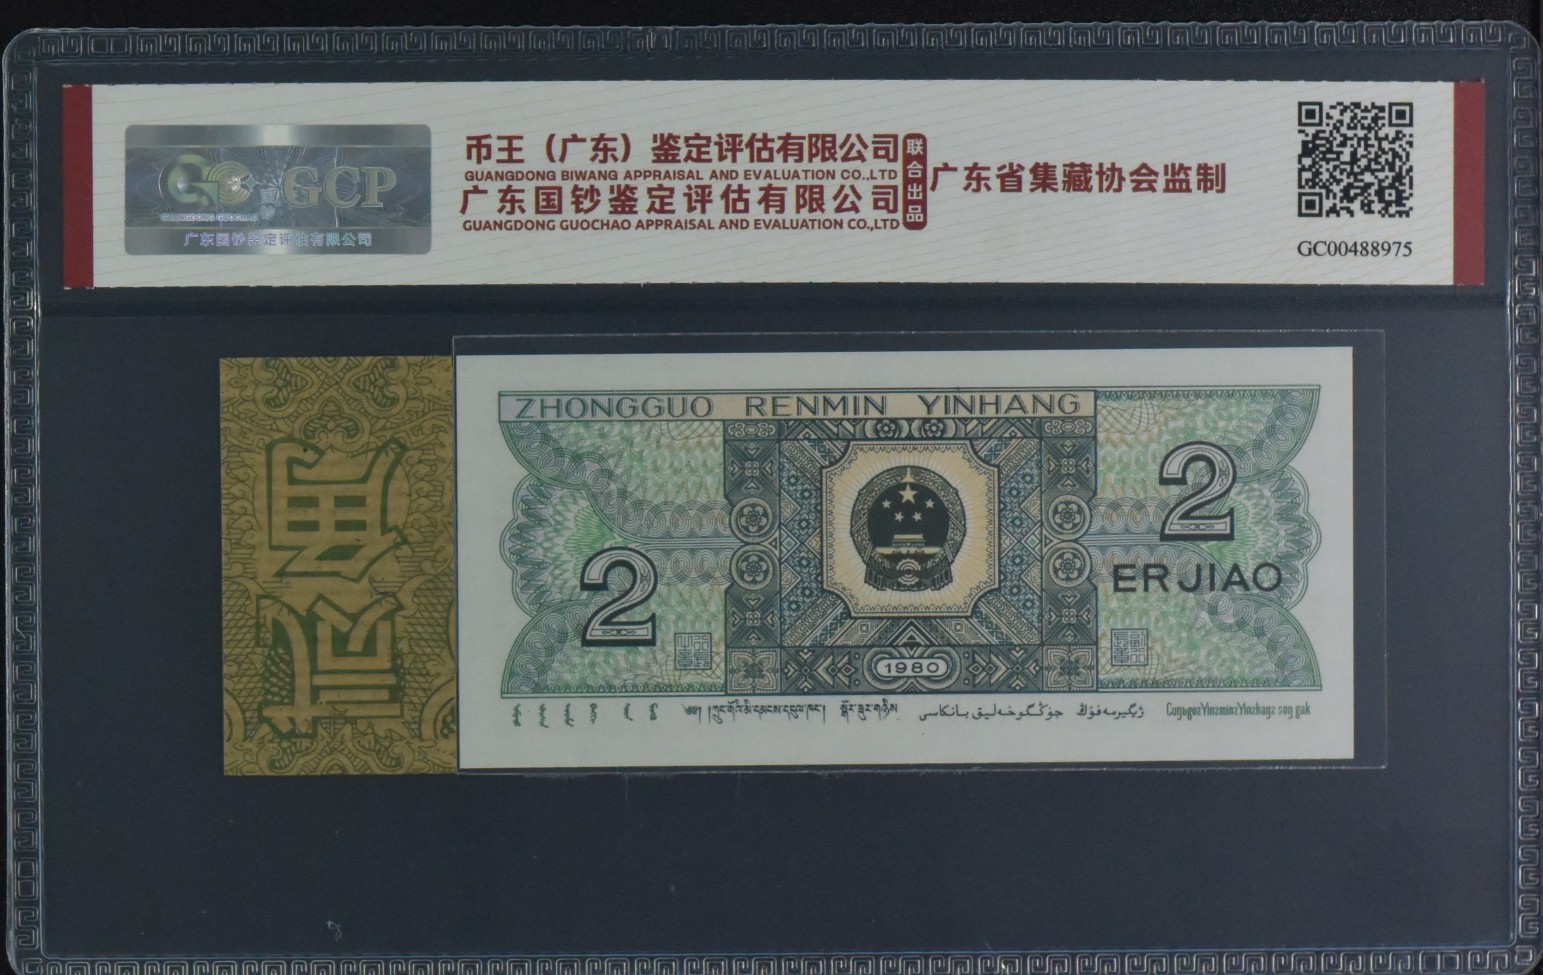 GCP
GUANGDONG GUOCHAO
广东国钞鉴定评估有限公司
币王（广东）鉴定评估有限公司
GUANGDONG BIWANG APPRAISAL AND EVALUATION CO.,LTD
广东国钞鉴定评估有限公司
GUANGDONG GUOCHAO APPRAISAL AND EVALUATION CO.,LTD
联合出品
广东省集藏协会监制
GC00488975
ZHONGGUO RENMIN YINHANG
2
2
ERJIAO
1980